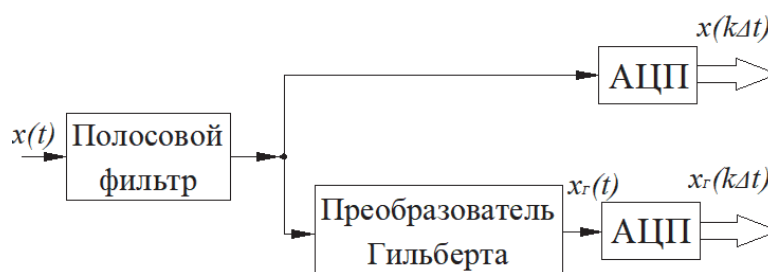 x(kΔt)
АЦП
x(t)
Полосовой
фильтр
xг(t)
xг(kΔt)
Преобразователь
Гильберта
АЦП